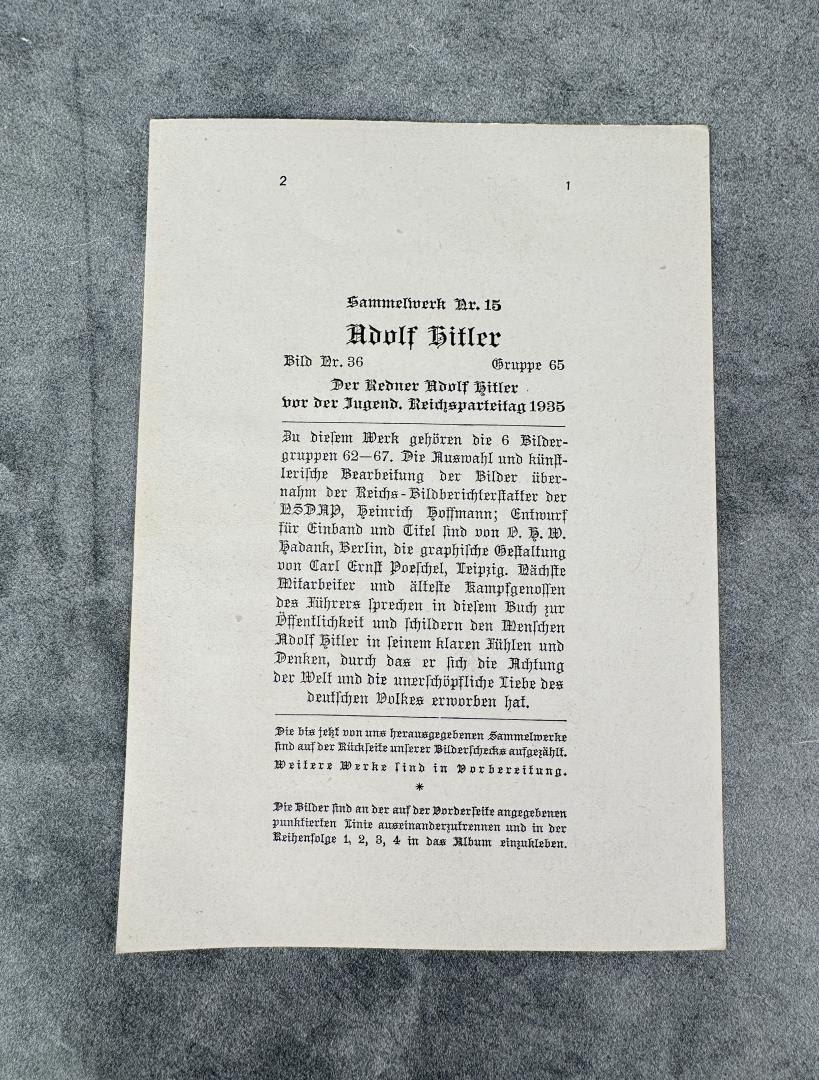 2 1
Sammelwerk Nr. 15
Adolf Hitler
Bild Nr. 36 Gruppe 65
Der Redner Adolf Hitler
vor der Jugend. Reichsparteitag 1935
Zu dieſem Werk gehören die 6 Bilder-
gruppen 62—67. Die Auswahl und künſt-
leriſche Bearbeitung der Bilder über-
nahm der Reichs-Bildberichterſtatter der
NSDAP, Heinrich Hoffmann; Entwurf
für Einband und Titel ſind von O. H. W.
Hadank, Berlin, die graphiſche Geſtaltung
von Carl Ernſt Poeſchel, Leipzig. Nächſte
Mitarbeiter und älteſte Kampfgenoſſen
des Führers ſprechen in dieſem Buch zur
Öffentlichkeit und ſchildern den Menſchen
Adolf Hitler in ſeinem klaren Fühlen und
Denken, durch das er ſich die Achtung
der Welt und die unerſchöpfliche Liebe des
deutſchen Volkes erworben hat.
Die bis jetzt von uns herausgegebenen Sammelwerke
ſind auf der Rückſeite unſerer Bilderſchecks aufgezählt.
Weitere Werke ſind in Vorbereitung.
*
Die Bilder ſind an der auf der Vorderſeite angegebenen
punktierten Linie auseinanderzutrennen und in der
Reihenfolge 1, 2, 3, 4 in das Album einzukleben.